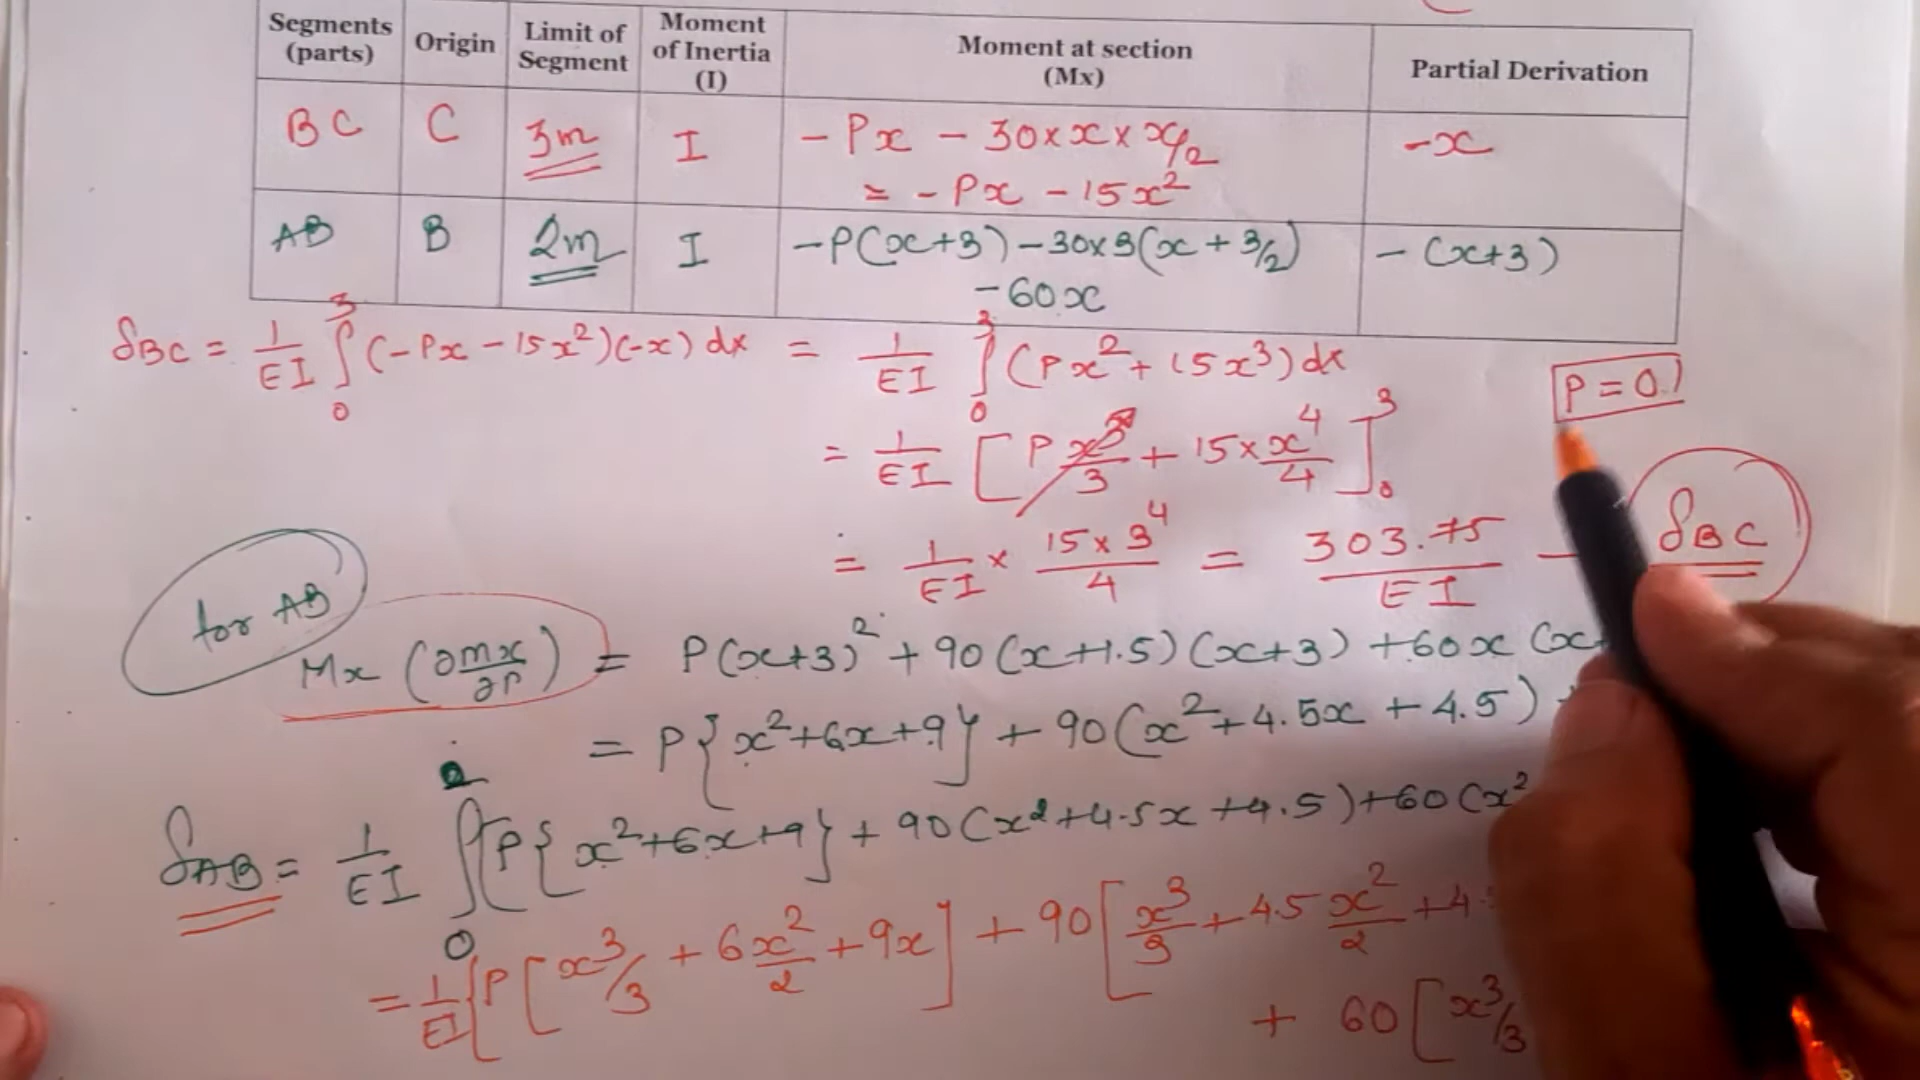 Segments (parts) | Origin | Limit of Segment | Moment of Inertia (I) | Moment at section (Mx) | Partial Derivation
BC | C | 3m | I | -Px - 30×x×x/2 | -x
= -Px - 15x²
AB | B | 2m | I | -P(x+3) - 30×3(x + 3/2) | -(x+3)
-60x
δBC = 1/EI ∫₀³ (-Px - 15x²)(-x) dx = 1/EI ∫₀³ (Px² + 15x³) dx
P = 0
= 1/EI [P x³/3 + 15 × x⁴/4]₀³
= 1/EI × 15×3⁴/4 = 303.75/EI — δBC
for AB
Mx (∂mx/∂P) = P(x+3)² + 90(x+1.5)(x+3) + 60x (x+
= P{x²+6x+9} + 90(x²+4.5x+4.5) +
δAB = 1/EI ∫₀² [P{x²+6x+9} + 90(x²+4.5x+4.5)+60(x²
= 1/EI {P[x³/3 + 6x²/2 + 9x] + 90[x³/3 + 4.5 x²/2 + 4.5
+ 60[x³/3